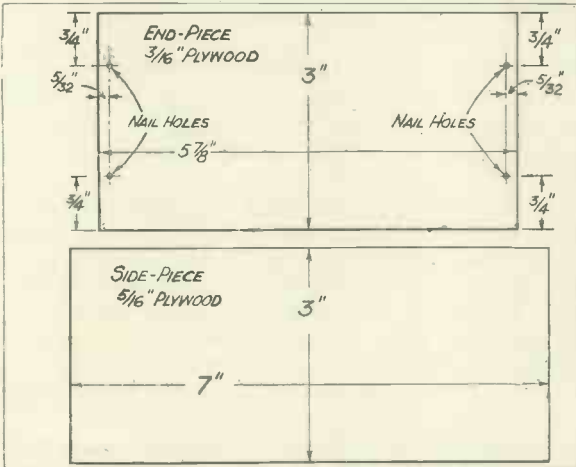 3/4"
5/32"
END-PIECE
3/16" PLYWOOD
3"
3/4"
5/32"
NAIL HOLES
NAIL HOLES
5 7/8"
3/4"
3/4"
SIDE-PIECE
5/16" PLYWOOD
3"
7"